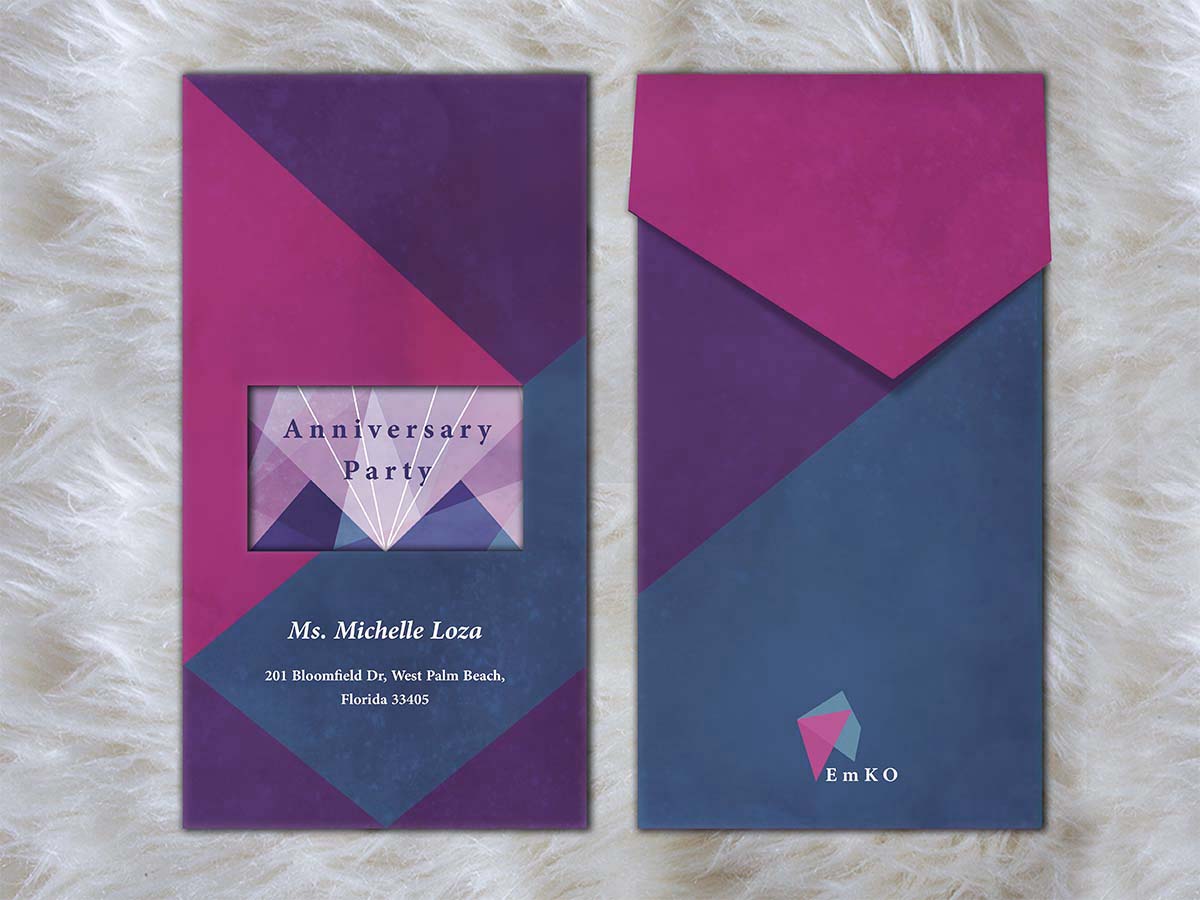 Anniversary
Party
Ms. Michelle Loza
201 Bloomfield Dr, West Palm Beach,
Florida 33405
EmKO